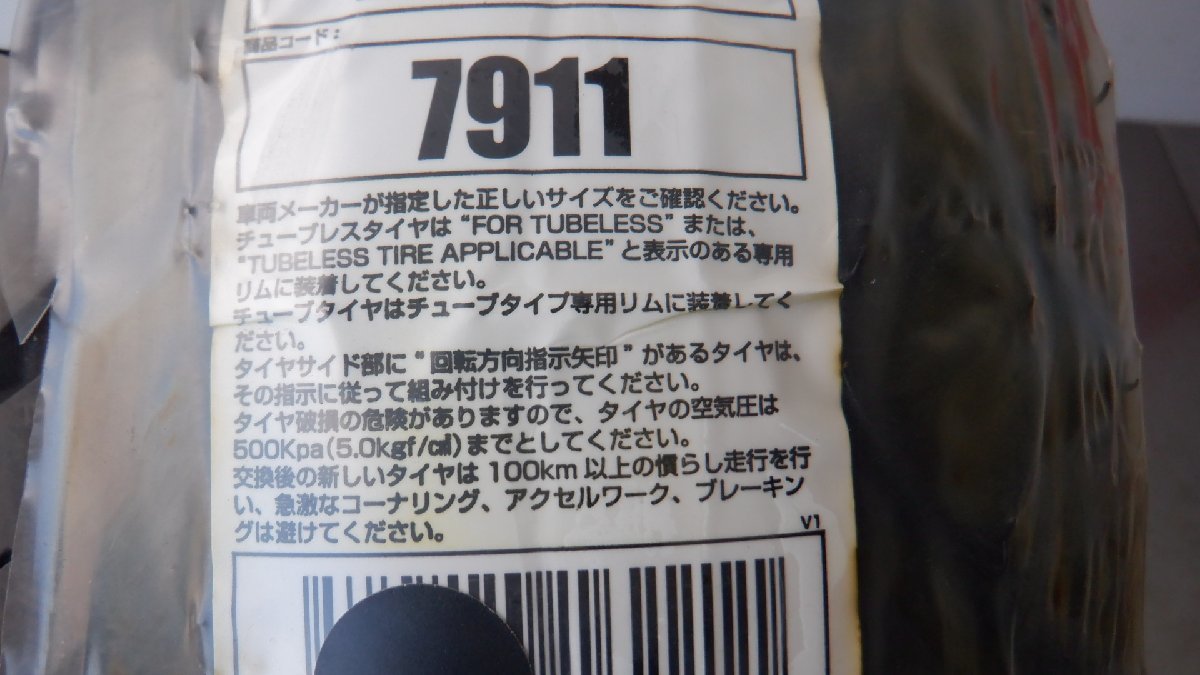 商品コード：
7911
車両メーカーが指定した正しいサイズをご確認ください。
チューブレスタイヤは“FOR TUBELESS”または、
“TUBELESS TIRE APPLICABLE”と表示のある専用
リムに装着してください。
チューブタイヤはチューブタイプ専用リムに装着してく
ださい。
タイヤサイド部に“回転方向指示矢印”があるタイヤは、
その指示に従って組み付けを行ってください。
タイヤ破損の危険がありますので、タイヤの空気圧は
500Kpa(5.0kgf/c㎡)までとしてください。
交換後の新しいタイヤは100km以上の慣らし走行を行
い、急激なコーナリング、アクセルワーク、ブレーキン
グは避けてください。
V1